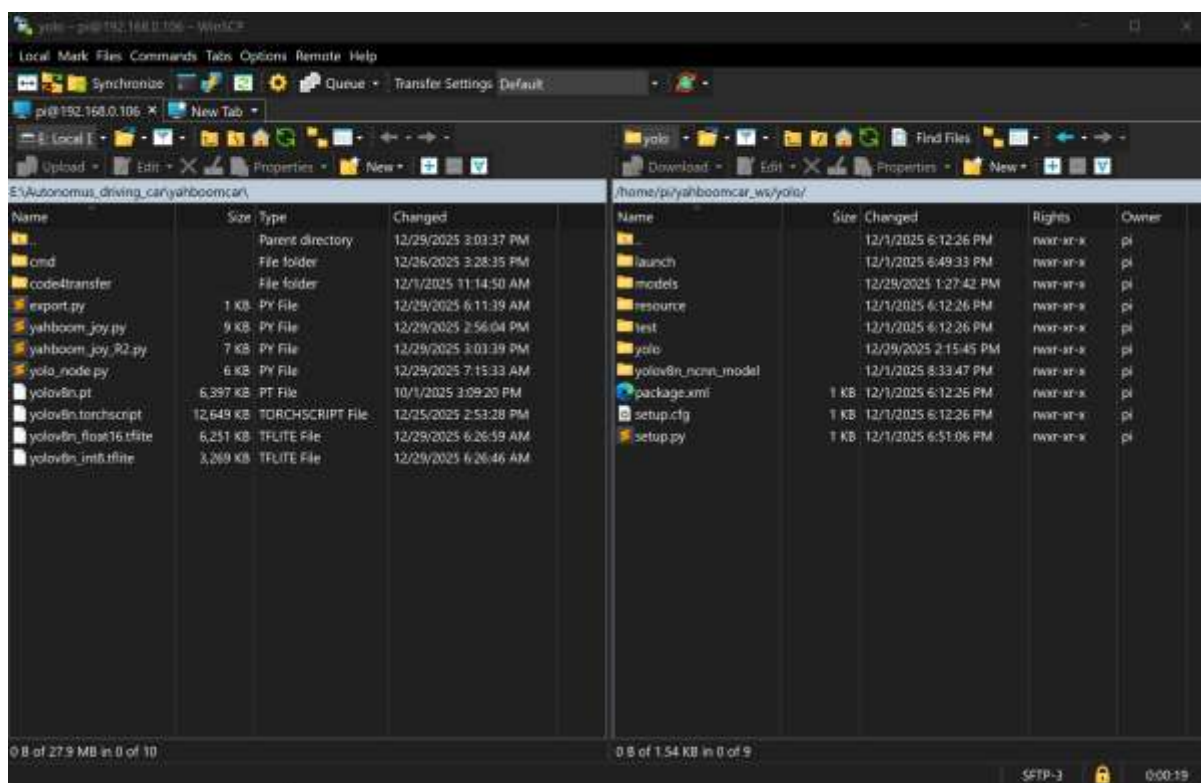 yolo - pi@192.168.0.106 - WinSCP
Local Mark Files Commands Tabs Options Remote Help
Synchronize Queue Transfer Settings Default
pi@192.168.0.106 × New Tab
E: Local yolo Find Files
Upload Edit Properties New Download Edit Properties New
E:\Autonomus_driving_car\yahboomcar\ /home/pi/yahboomcar_ws/yolo/
Name Size Type Changed Name Size Changed Rights Owner
.. Parent directory 12/29/2025 3:03:37 PM .. 12/1/2025 6:12:26 PM rwxr-xr-x pi
cmd File folder 12/26/2025 3:28:35 PM launch 12/1/2025 6:49:33 PM rwxr-xr-x pi
code4transfer File folder 12/1/2025 11:14:50 AM models 12/29/2025 1:27:42 PM rwxr-xr-x pi
export.py 1 KB PY File 12/29/2025 6:11:39 AM resource 12/1/2025 6:12:26 PM rwxr-xr-x pi
yahboom_joy.py 9 KB PY File 12/29/2025 2:56:04 PM test 12/1/2025 6:12:26 PM rwxr-xr-x pi
yahboom_joy_R2.py 7 KB PY File 12/29/2025 3:03:39 PM yolo 12/29/2025 2:15:45 PM rwxr-xr-x pi
yolo_node.py 6 KB PY File 12/29/2025 7:15:33 AM yolov8n_ncnn_model 12/1/2025 8:33:47 PM rwxr-xr-x pi
yolov8n.pt 6,397 KB PT File 10/1/2025 3:09:20 PM package.xml 1 KB 12/1/2025 6:12:26 PM rwxr-xr-x pi
yolov8n.torchscript 12,649 KB TORCHSCRIPT File 12/25/2025 2:53:28 PM setup.cfg 1 KB 12/1/2025 6:12:26 PM rwxr-xr-x pi
yolov8n_float16.tflite 6,251 KB TFLITE File 12/29/2025 6:26:59 AM setup.py 1 KB 12/1/2025 6:51:06 PM rwxr-xr-x pi
yolov8n_int8.tflite 3,269 KB TFLITE File 12/29/2025 6:26:46 AM
0 B of 27.9 MB in 0 of 10 0 B of 1.54 KB in 0 of 9
SFTP-3 0:00:19